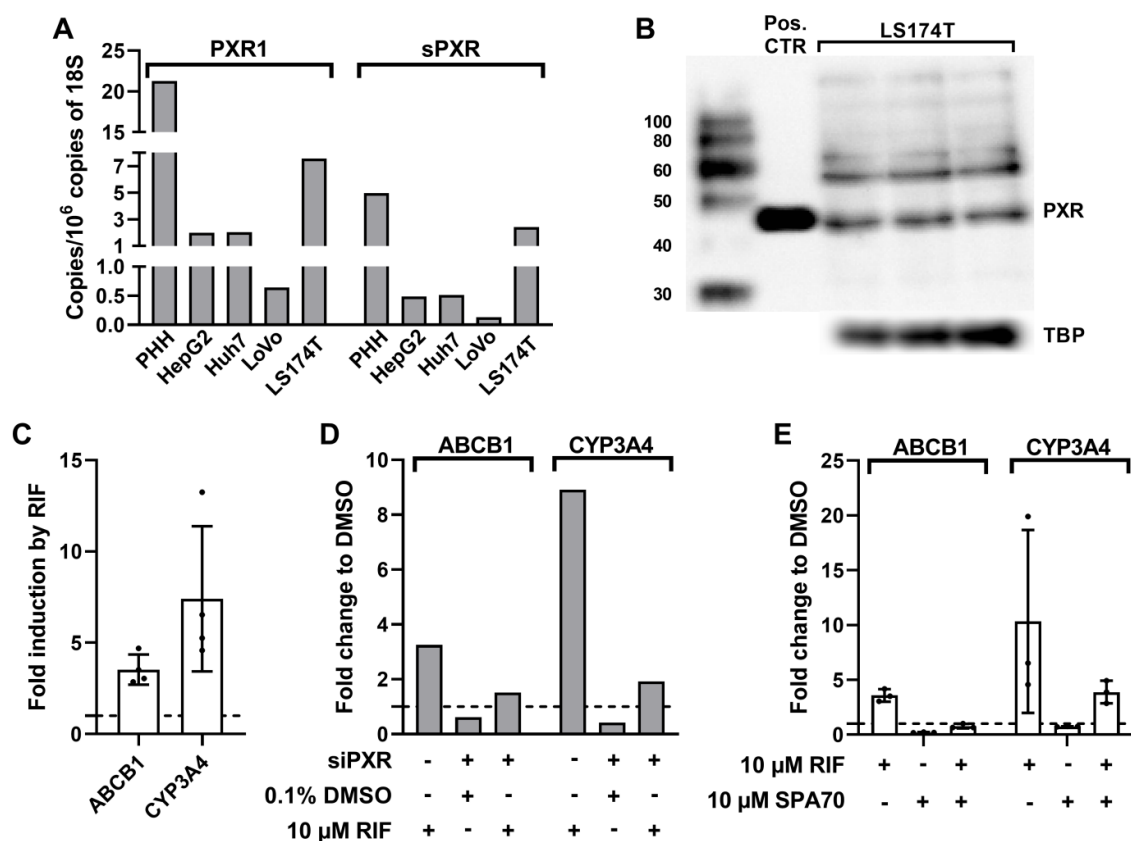 A
PXR1 sPXR
Copies/10⁶ copies of 18S
25
20
15
7
5
3
1
1.0
0.5
0.0
PHH HepG2 Huh7 LoVo LS174T PHH HepG2 Huh7 LoVo LS174T
B
Pos. CTR
LS174T
100
80
60
50
40
30
PXR
TBP
C
Fold induction by RIF
15
10
5
0
ABCB1 CYP3A4
D
ABCB1 CYP3A4
Fold change to DMSO
10
8
6
4
2
0
siPXR - + + - + +
0.1% DMSO - + - - + -
10 µM RIF + - + + - +
E
ABCB1 CYP3A4
Fold change to DMSO
25
20
15
10
5
0
10 µM RIF + - + + - +
10 µM SPA70 - + + - + +